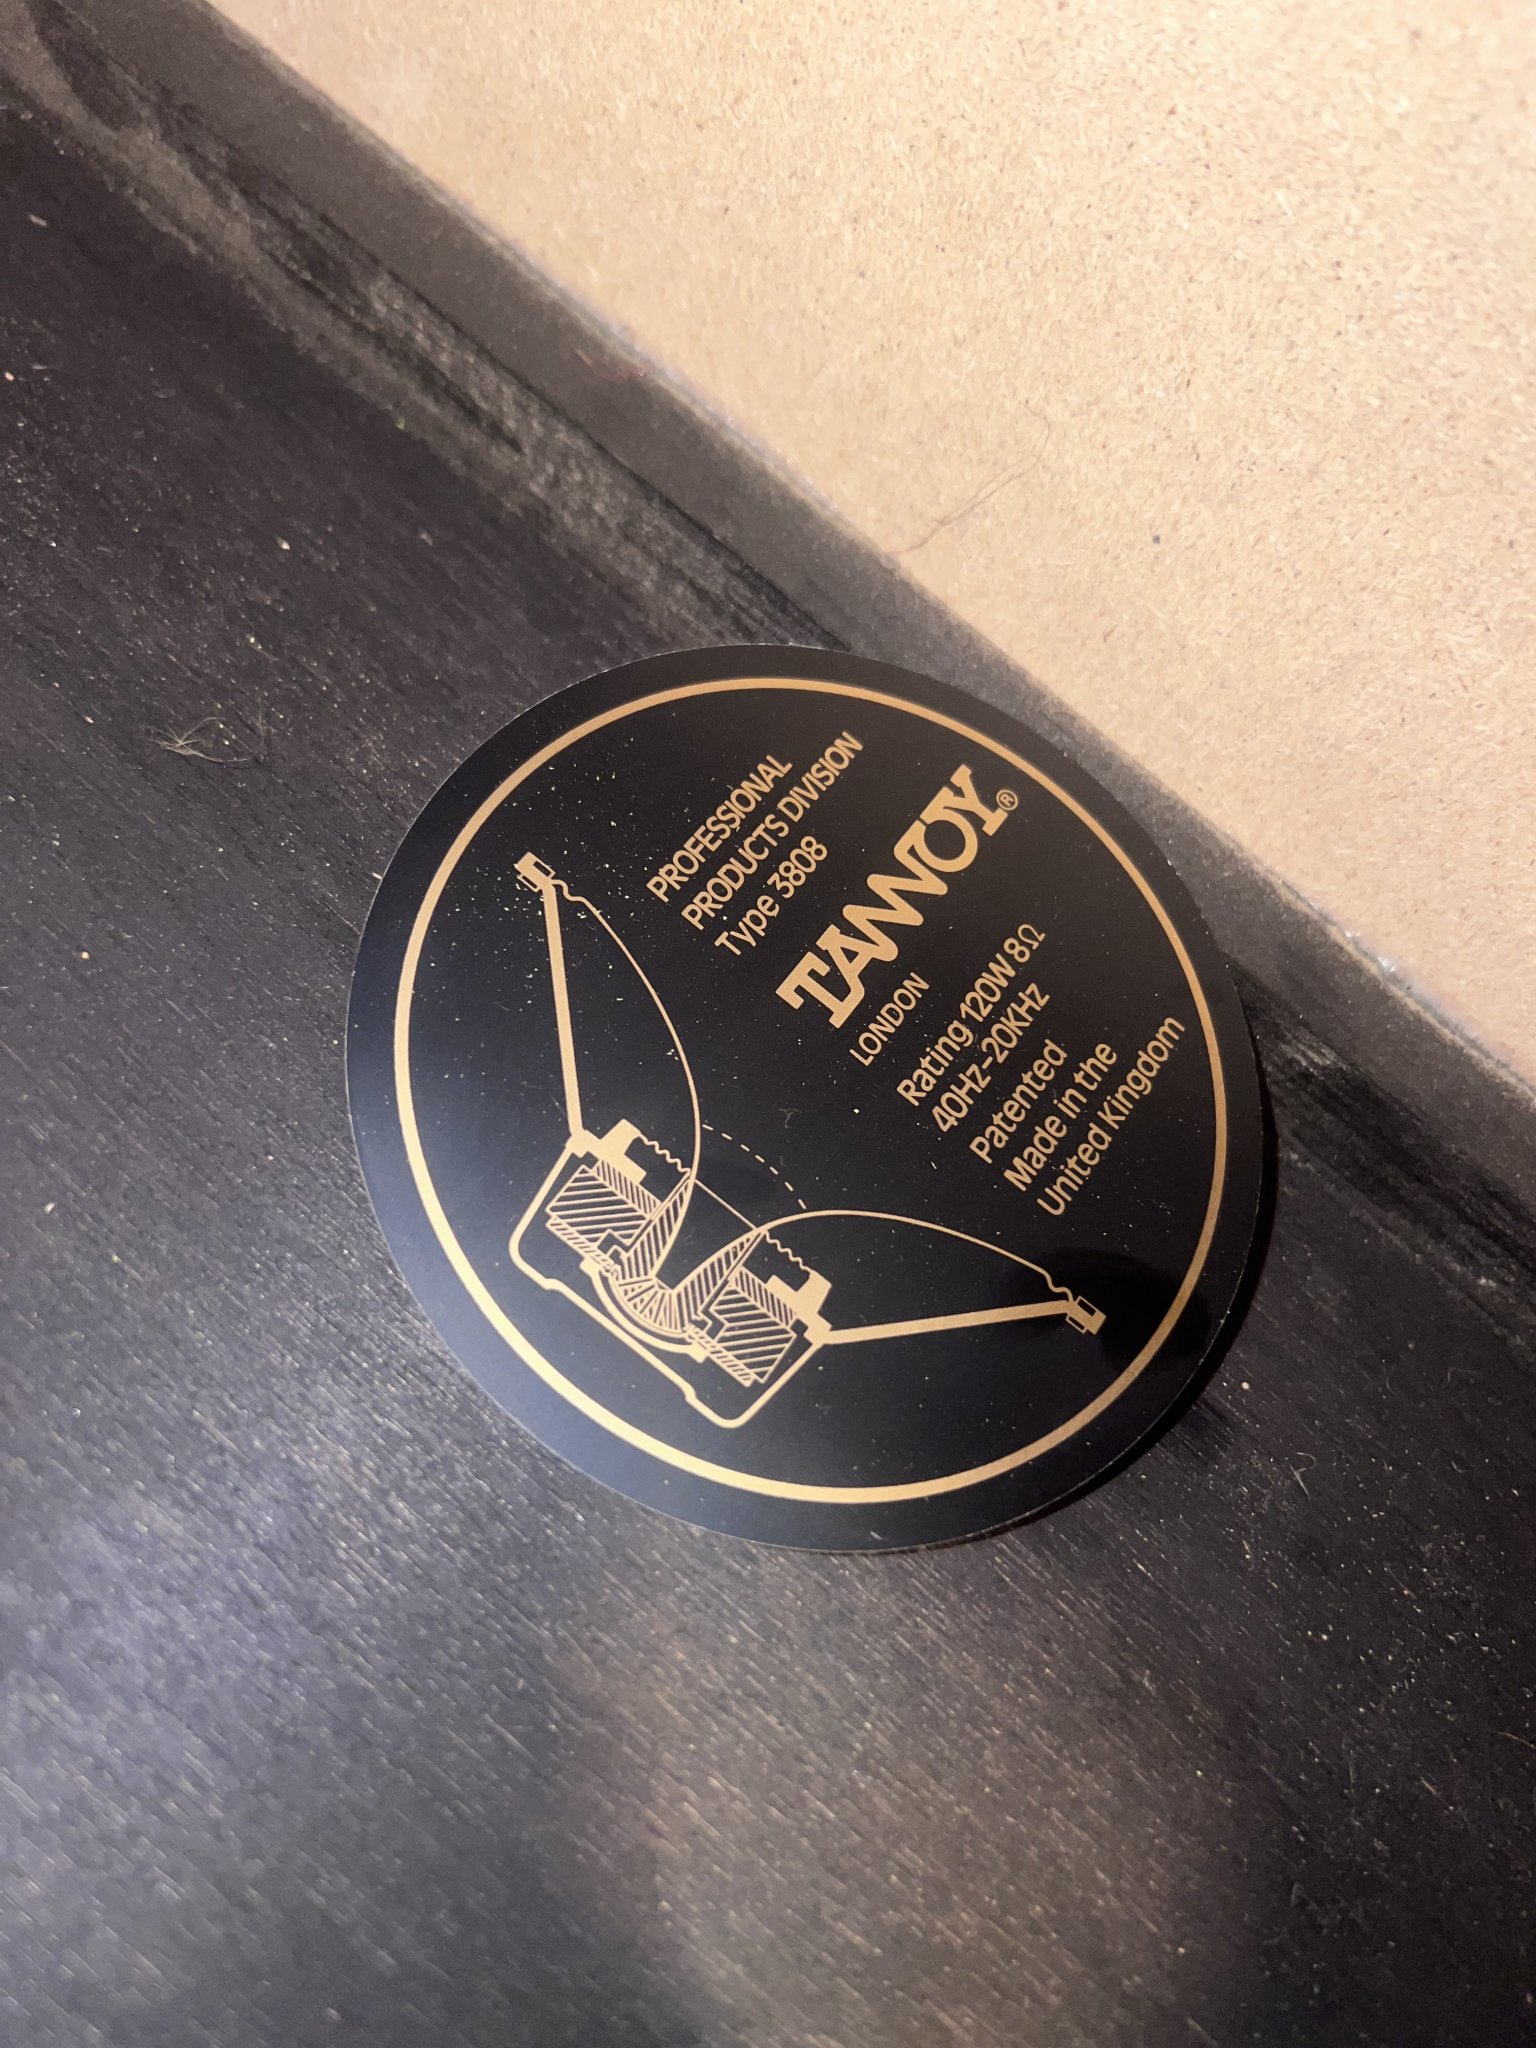 PROFESSIONAL
PRODUCTS DIVISION
Type 3808
TANNOY®
LONDON
Rating 120W 8Ω
40Hz-20KHz
Patented
Made in the
United Kingdom